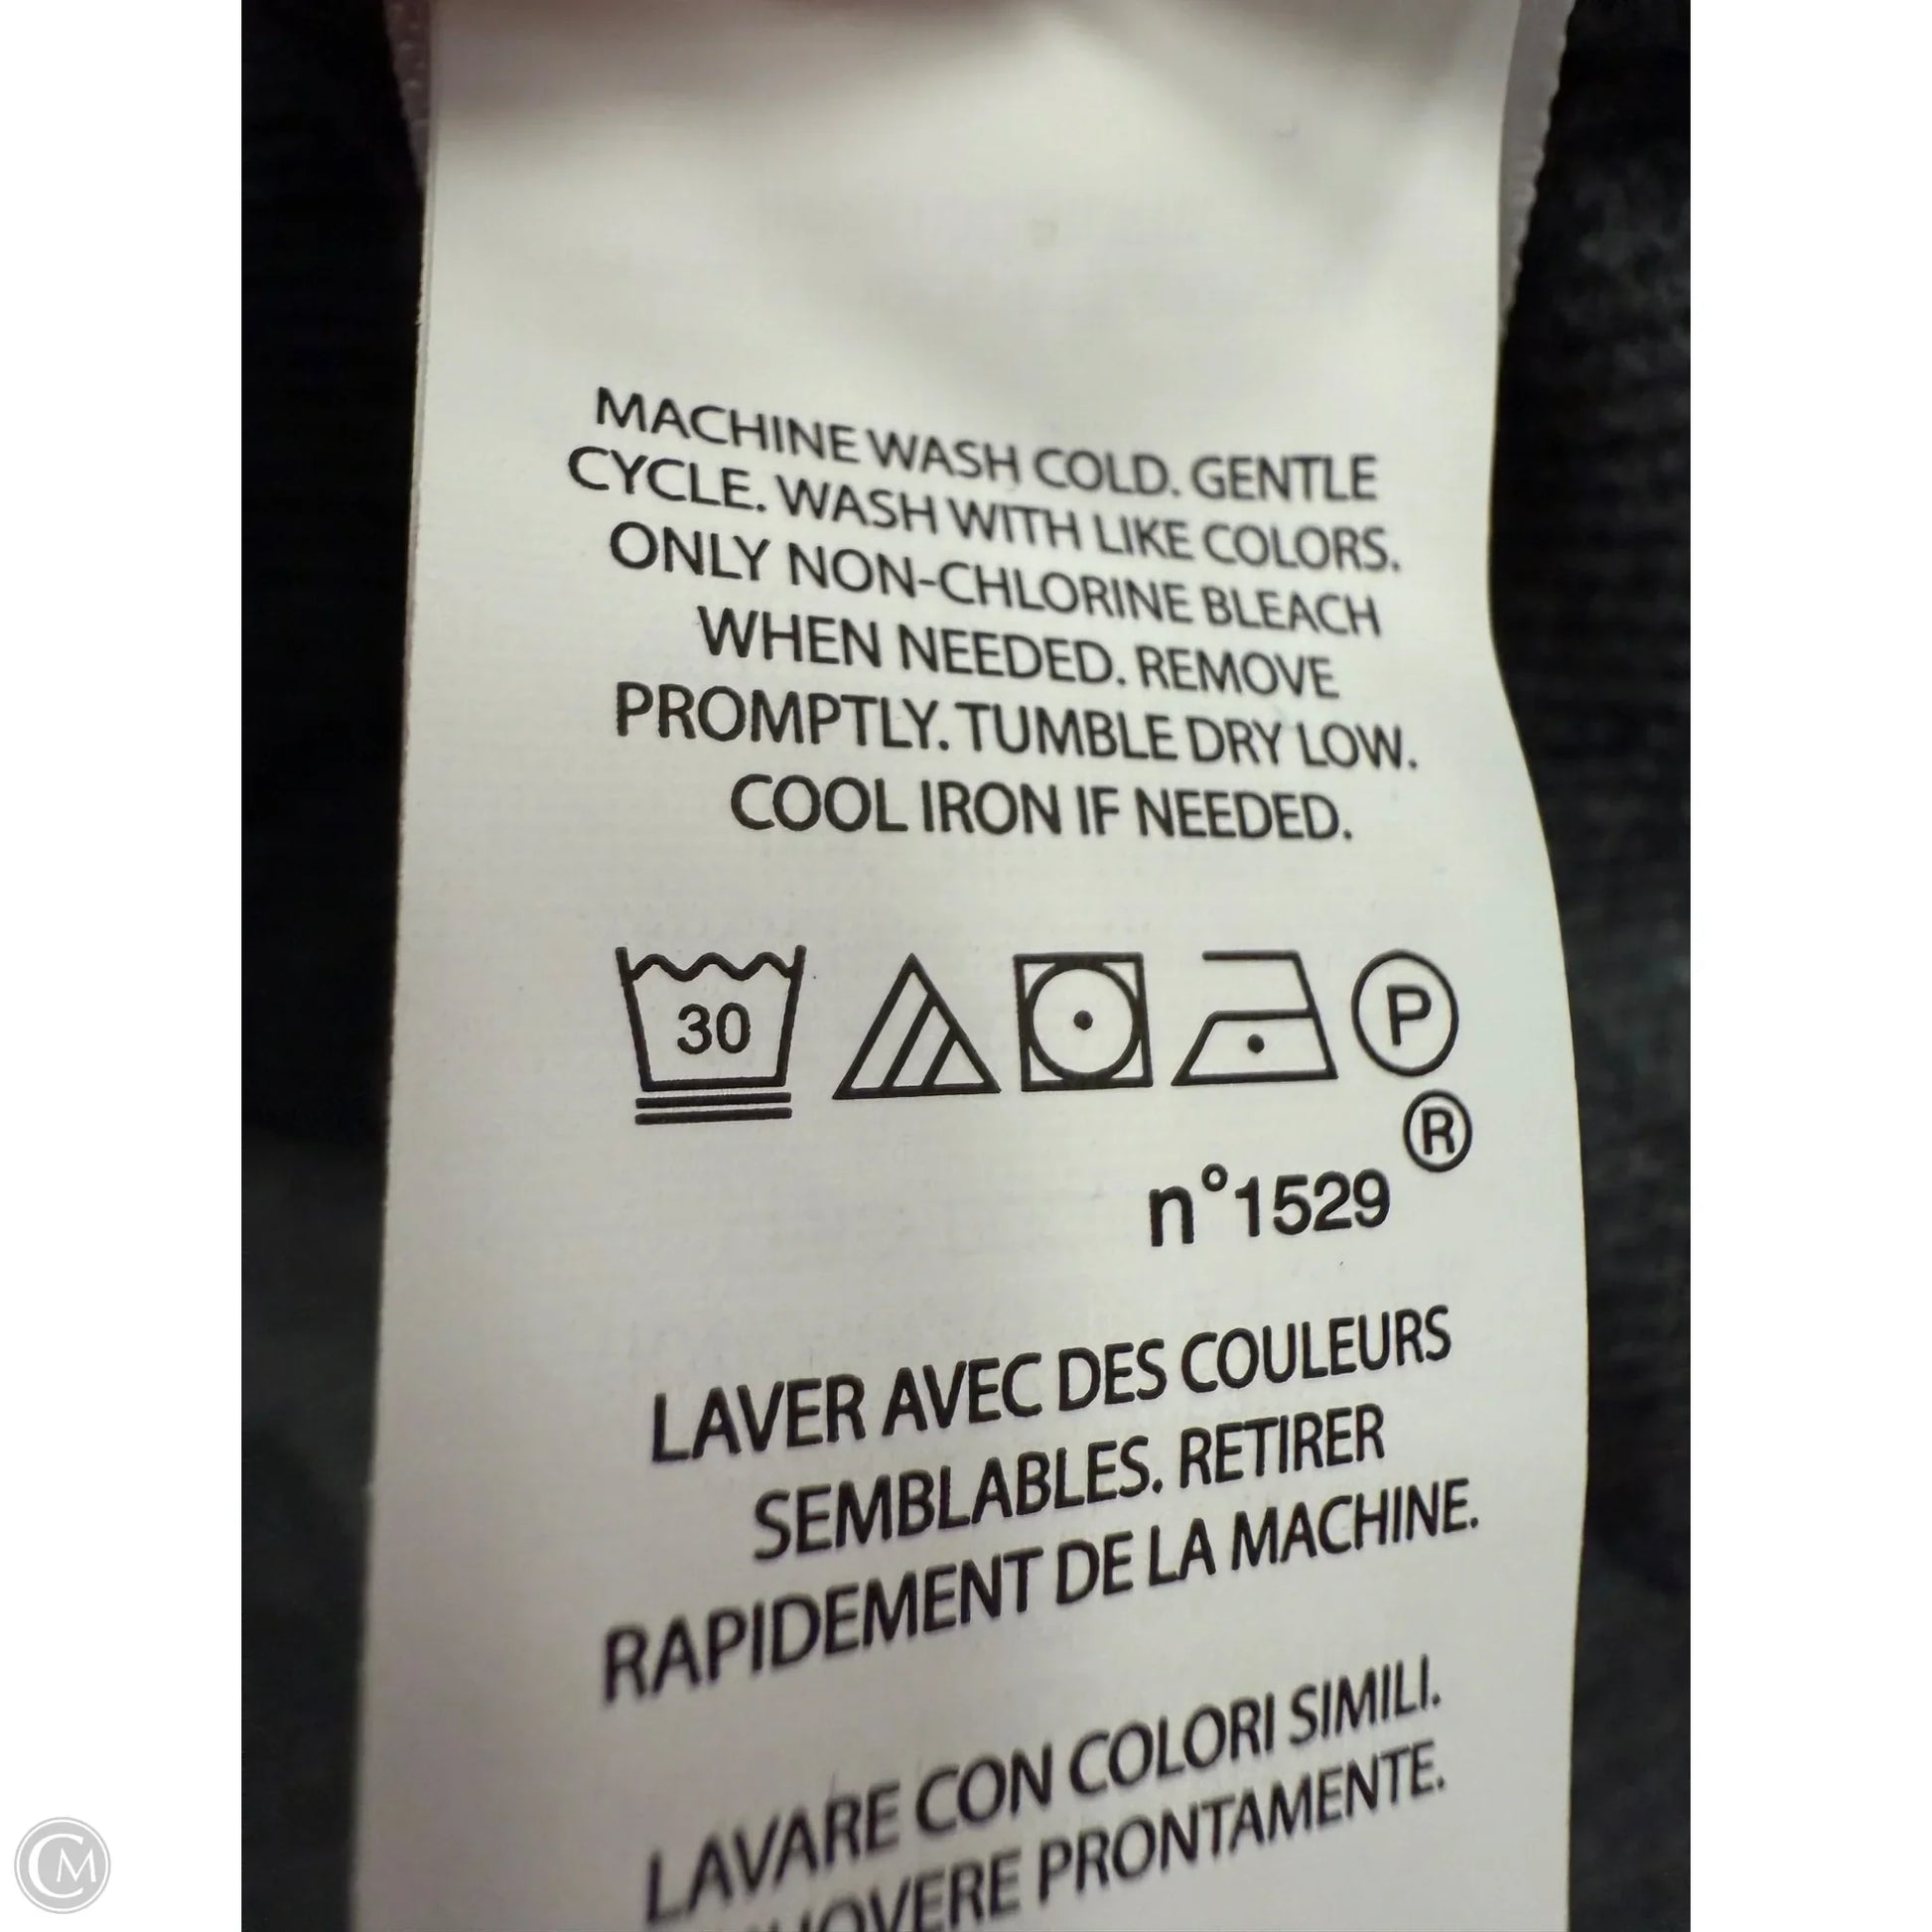 MACHINE WASH COLD. GENTLE
CYCLE. WASH WITH LIKE COLORS.
ONLY NON-CHLORINE BLEACH
WHEN NEEDED. REMOVE
PROMPTLY. TUMBLE DRY LOW.
COOL IRON IF NEEDED.
30
P
®
n°1529
LAVER AVEC DES COULEURS
SEMBLABLES. RETIRER
RAPIDEMENT DE LA MACHINE.
LAVARE CON COLORI SIMILI.
PRONTAMENTE.
CM